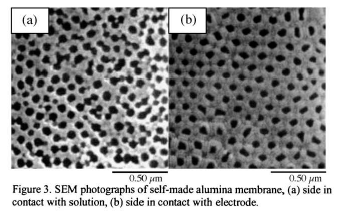 (a)
(b)
0.50 μm
0.50 μm
Figure 3. SEM photographs of self-made alumina membrane, (a) side in
contact with solution, (b) side in contact with electrode.